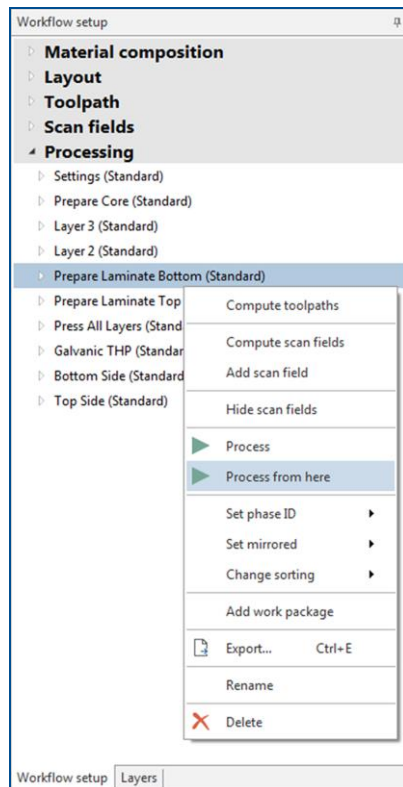 Workflow setup
Material composition
Layout
Toolpath
Scan fields
Processing
Settings (Standard)
Prepare Core (Standard)
Layer 3 (Standard)
Layer 2 (Standard)
Prepare Laminate Bottom (Standard)
Prepare Laminate Top
Press All Layers (Stand
Galvanic THP (Standar
Bottom Side (Standard
Top Side (Standard)
Compute toolpaths
Compute scan fields
Add scan field
Hide scan fields
Process
Process from here
Set phase ID
Set mirrored
Change sorting
Add work package
Export... Ctrl+E
Rename
Delete
Workflow setup Layers